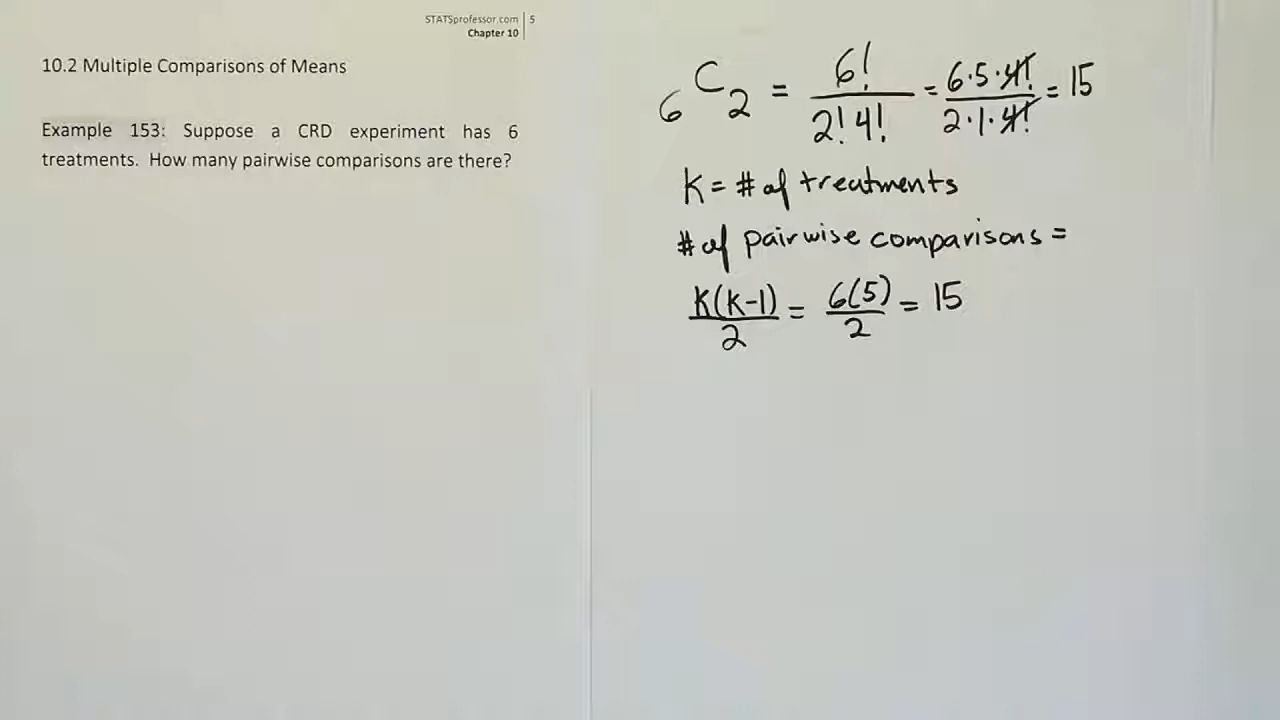 STATSprofessor.com | 5
Chapter 10
10.2 Multiple Comparisons of Means
Example 153: Suppose a CRD experiment has 6
treatments. How many pairwise comparisons are there?
6 C 2 = 6! / 2! 4! = 6·5·4! / 2·1·4! = 15
K = # of treatments
# of pairwise comparisons =
K(K-1) / 2 = 6(5) / 2 = 15